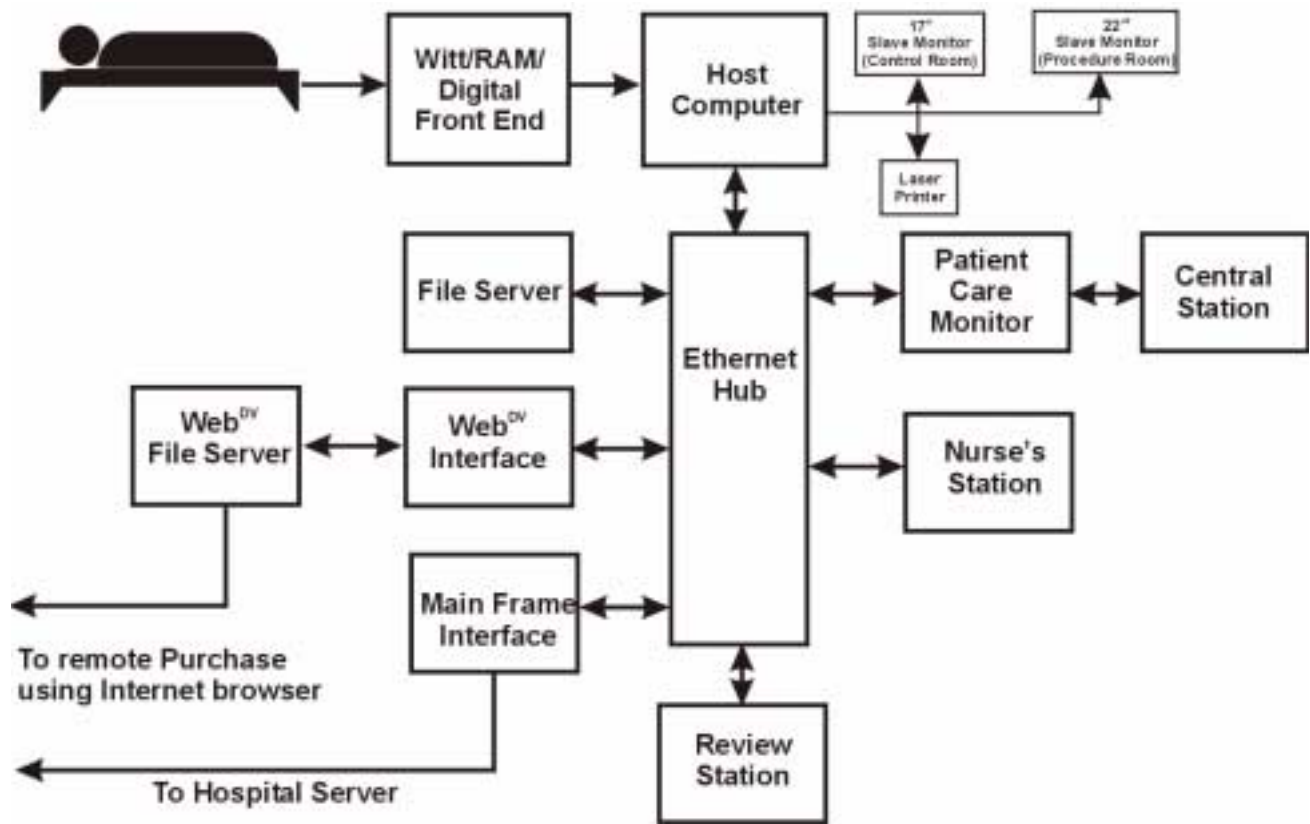 Witt/RAM/
Digital
Front End
Host
Computer
17"
Slave Monitor
(Control Room)
22"
Slave Monitor
(Procedure Room)
Laser
Printer
File Server
Ethernet
Hub
Patient
Care
Monitor
Central
Station
Web^DV
File Server
Web^DV
Interface
Nurse's
Station
Main Frame
Interface
To remote Purchase
using Internet browser
Review
Station
To Hospital Server